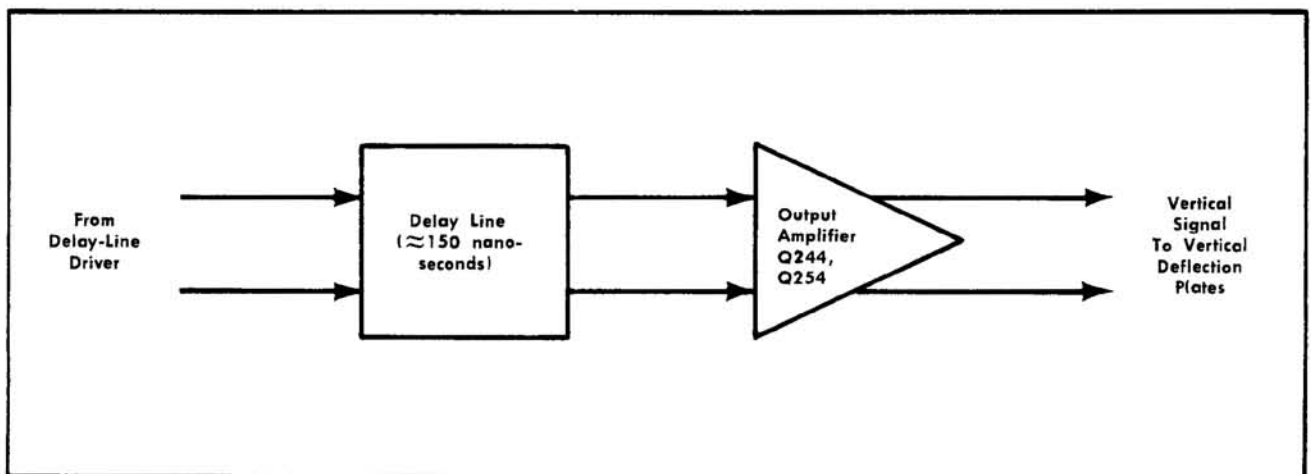 From
Delay-Line
Driver
Delay Line
(≈150 nano-
seconds)
Output
Amplifier
Q244,
Q254
Vertical
Signal
To Vertical
Deflection
Plates